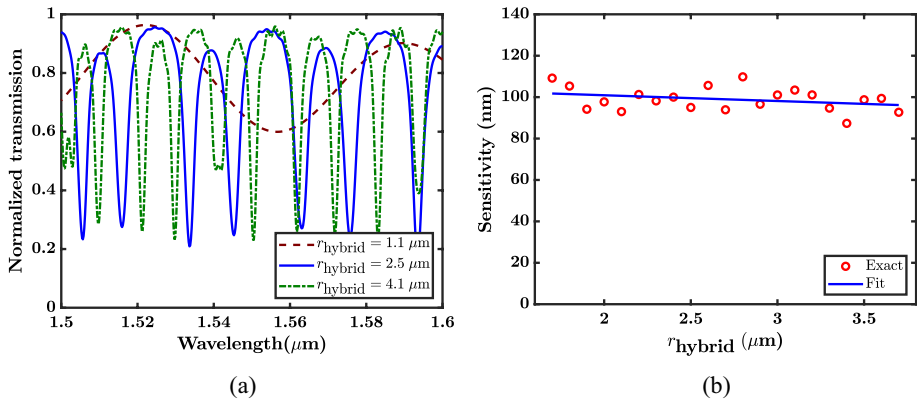 Normalized transmission
1
0.8
0.6
0.4
0.2
0
1.5
1.52
1.54
1.56
1.58
1.6
Wavelength(μm)
r_hybrid = 1.1 μm
r_hybrid = 2.5 μm
r_hybrid = 4.1 μm
(a)
Sensitivity (nm)
140
120
100
80
60
40
20
0
2
2.5
3
3.5
r_hybrid (μm)
Exact
Fit
(b)